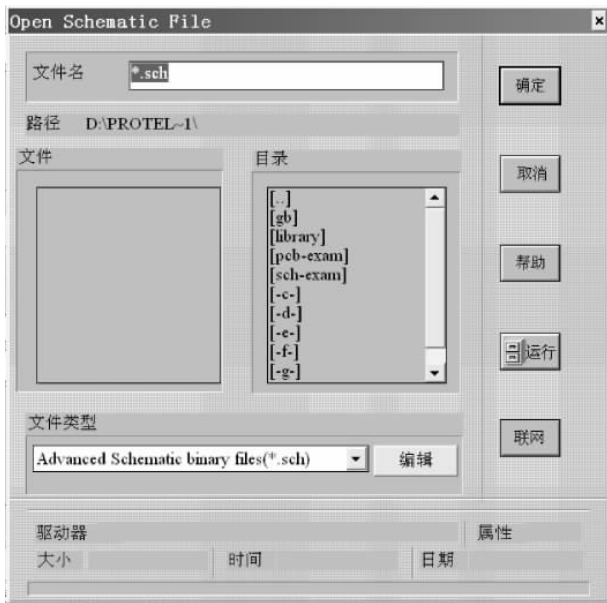 Open Schematic File
文件名 *.sch
确定
路径 D:\PROTEL~1\
文件
目录
取消
[..]
[gb]
[library]
[pcb-exam]
[sch-exam]
[-c-]
[-d-]
[-e-]
[-f-]
[-g-]
帮助
运行
文件类型
Advanced Schematic binary files(*.sch)
编辑
联网
驱动器
属性
大小
时间
日期